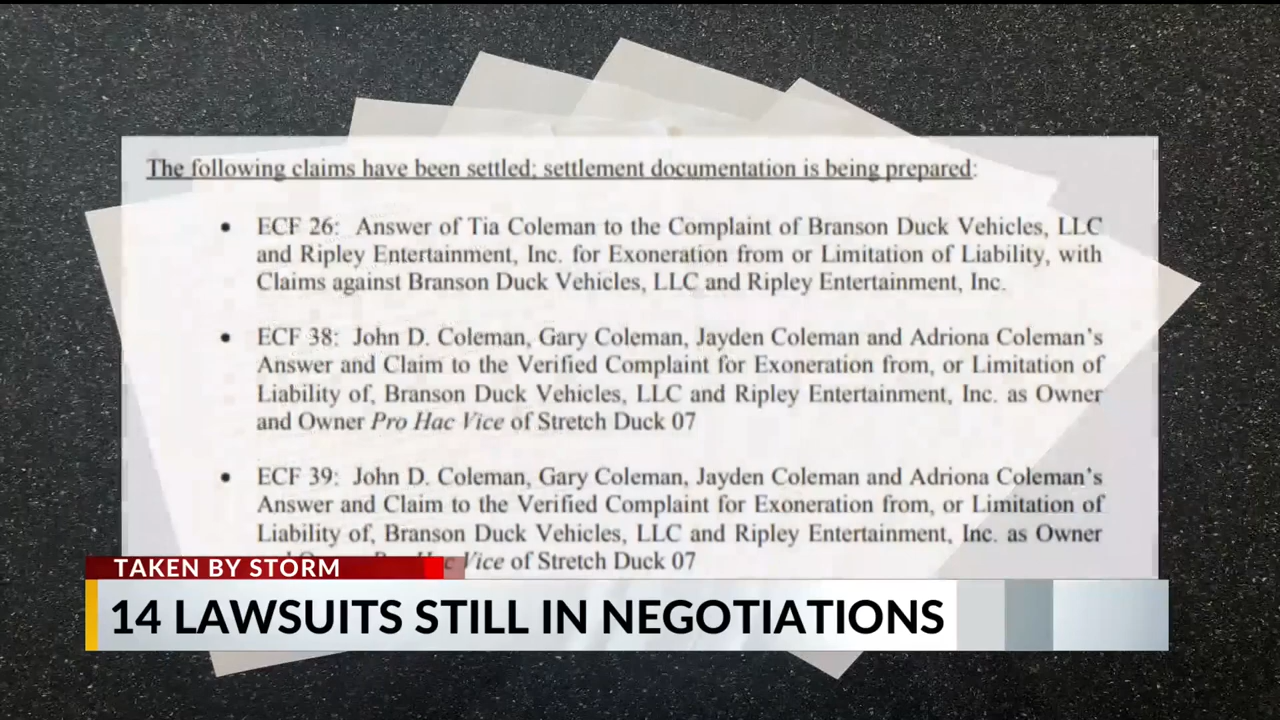 The following claims have been settled; settlement documentation is being prepared:
• ECF 26: Answer of Tia Coleman to the Complaint of Branson Duck Vehicles, LLC
and Ripley Entertainment, Inc. for Exoneration from or Limitation of Liability, with
Claims against Branson Duck Vehicles, LLC and Ripley Entertainment, Inc.
• ECF 38: John D. Coleman, Gary Coleman, Jayden Coleman and Adriona Coleman's
Answer and Claim to the Verified Complaint for Exoneration from, or Limitation of
Liability of, Branson Duck Vehicles, LLC and Ripley Entertainment, Inc. as Owner
and Owner Pro Hac Vice of Stretch Duck 07
• ECF 39: John D. Coleman, Gary Coleman, Jayden Coleman and Adriona Coleman's
Answer and Claim to the Verified Complaint for Exoneration from, or Limitation of
Liability of, Branson Duck Vehicles, LLC and Ripley Entertainment, Inc. as Owner
Vice of Stretch Duck 07
TAKEN BY STORM
14 LAWSUITS STILL IN NEGOTIATIONS